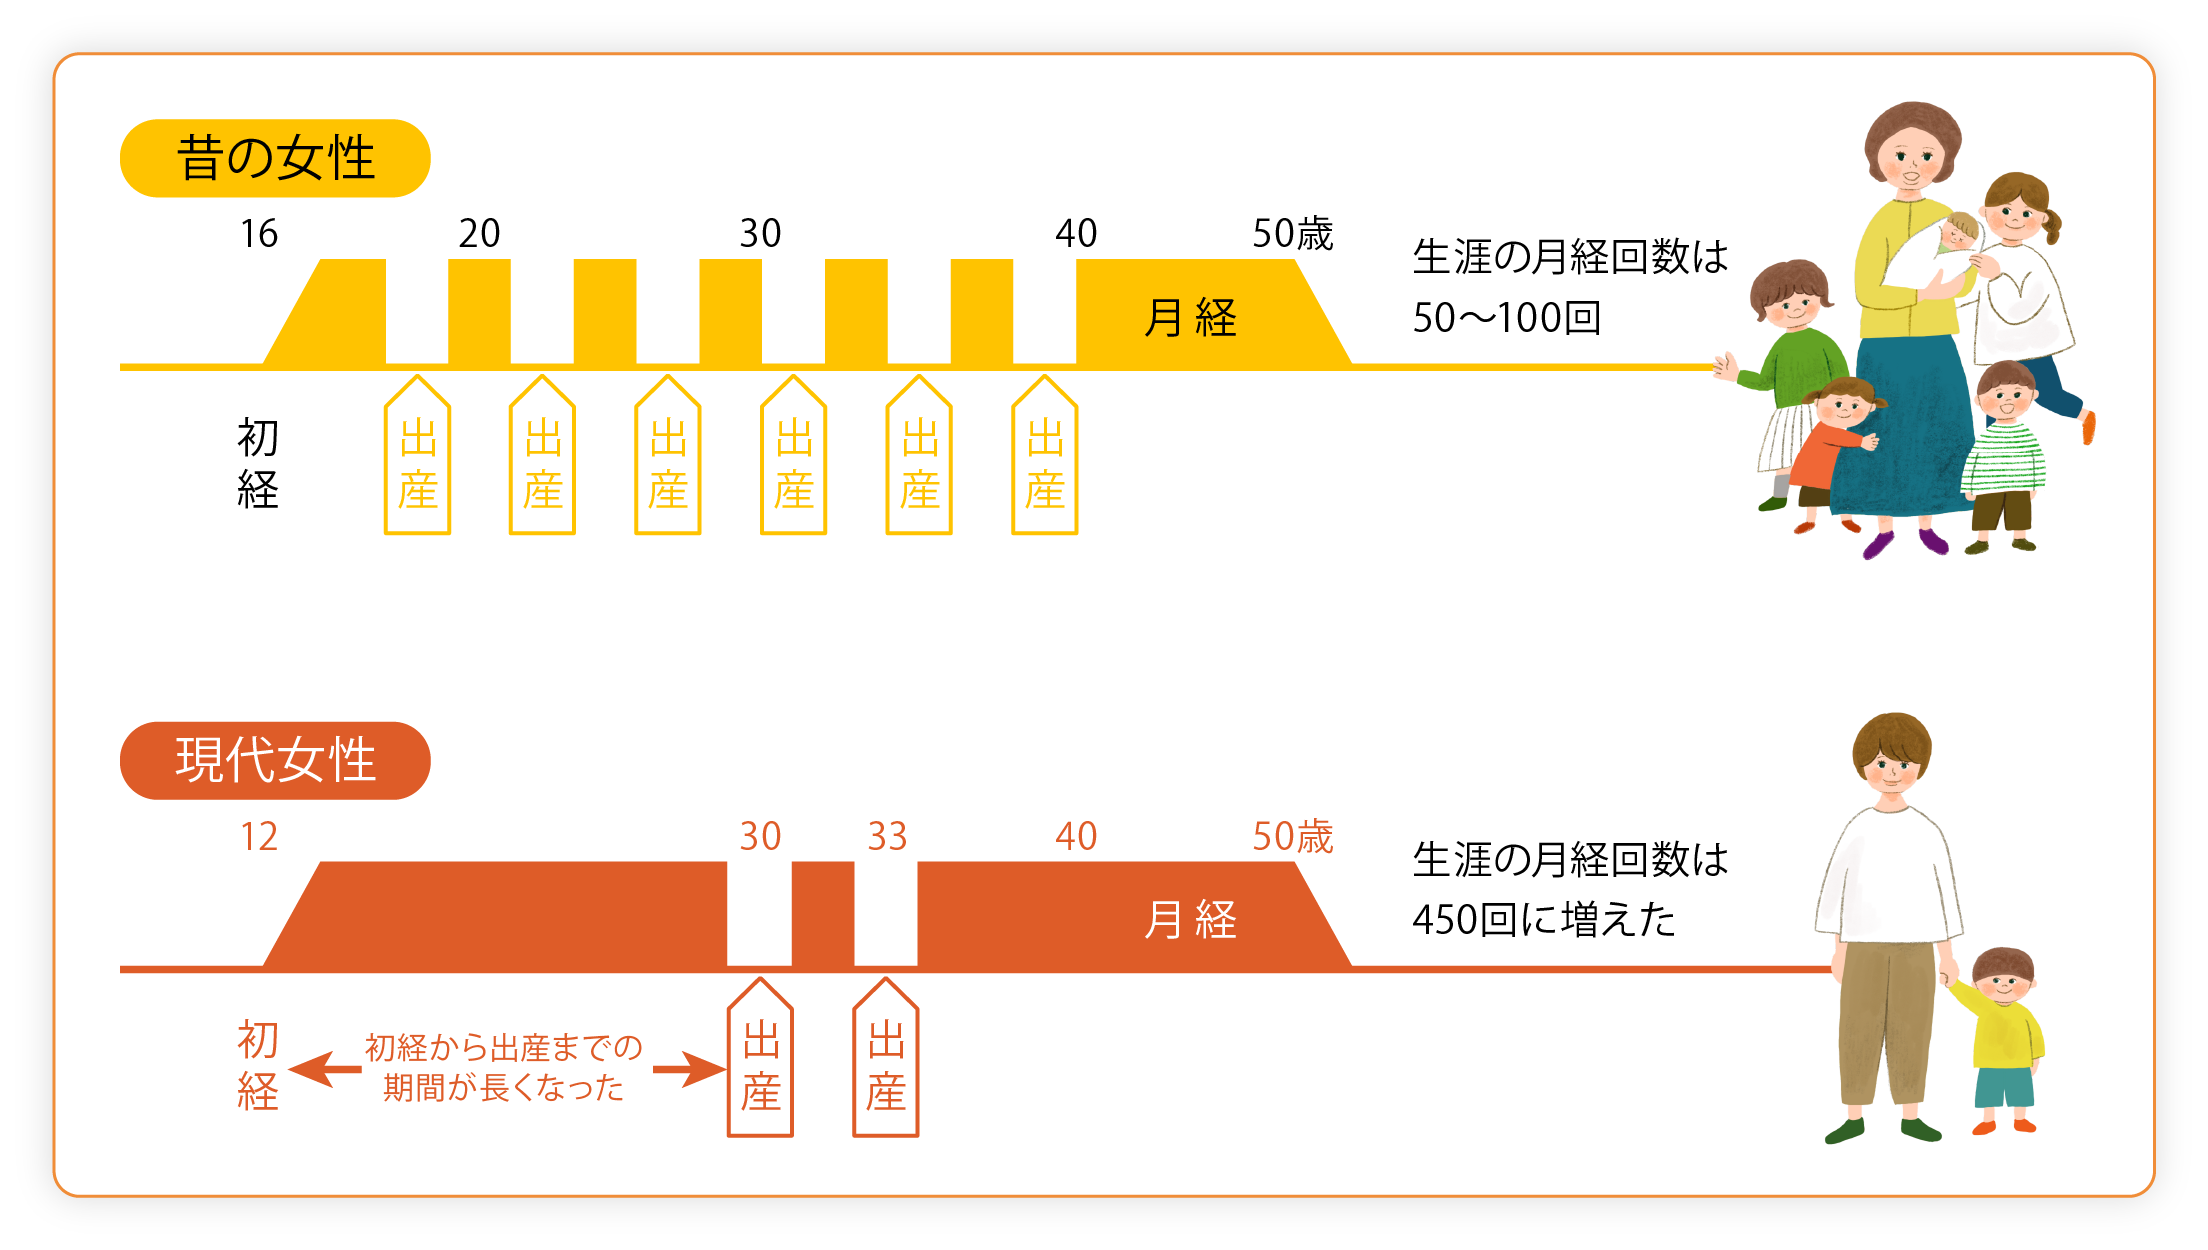 昔の女性
16 20 30 40 50歳
月経
生涯の月経回数は
50〜100回
初経
出産 出産 出産 出産 出産 出産
現代女性
12 30 33 40 50歳
月経
生涯の月経回数は
450回に増えた
初経
初経から出産までの
期間が長くなった
出産 出産